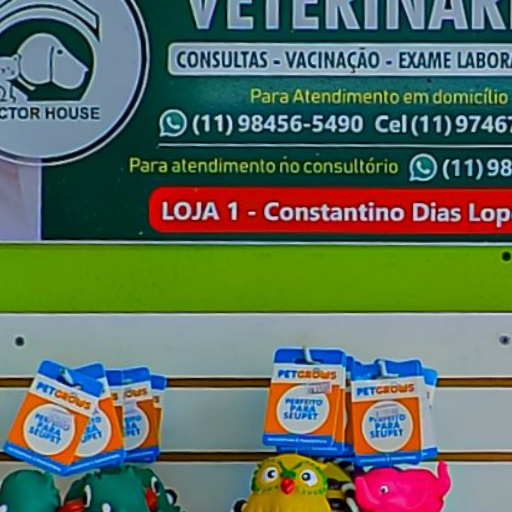 VETERINÁRI
CONSULTAS - VACINAÇÃO - EXAME LABORA
CTOR HOUSE
Para Atendimento em domicílio
(11) 98456-5490 Cel (11) 9746
Para atendimento no consultório (11) 98
LOJA 1 - Constantino Dias Lop
PETGROWS
PERFEITO
PARA
SEUPET
PETGROWS
PERFEITO
PARA
SEUPET
PETGROWS
PERFEITO
PARA
SEUPET